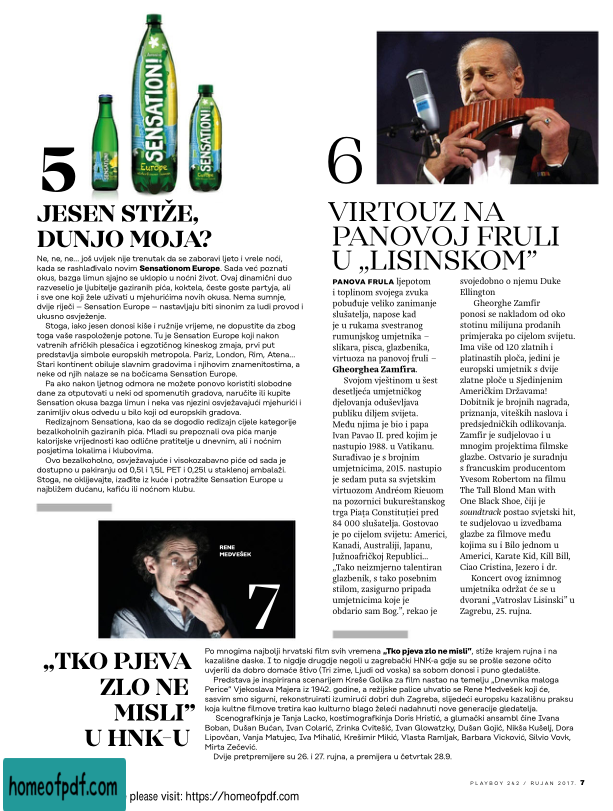 SENSATION!
Europe
SENSATION!
Europe
5
JESEN STIŽE,
DUNJO MOJA?
Ne, ne, ne... još uvijek nije trenutak da se zaboravi ljeto i vrele noći,
kada se rashlađivalo novim Sensationom Europe. Sada već poznati
okus, bazga limun sjajno se uklopio u noćni život. Ovaj dinamični duo
razveselio je ljubitelje gaziranih pića, koktela, česte goste partyja, ali
i sve one koji žele uživati u mjehurićima novih okusa. Nema sumnje,
dvije riječi – Sensation Europe – nastavljaju biti sinonim za ludi provod i
ukusno osvježenje.
Stoga, iako jesen donosi kiše i ružnije vrijeme, ne dopustite da zbog
toga vaše raspoloženje potone. Tu je Sensation Europe koji nakon
vatrenih afričkih plesačica i egzotičnog kineskog zmaja, prvi put
predstavlja simbole europskih metropola. Pariz, London, Rim, Atena...
Stari kontinent obiluje slavnim gradovima i njihovim znamenitostima, a
neke od njih nalaze se na bočicama Sensation Europe.
Pa ako nakon ljetnog odmora ne možete ponovo koristiti slobodne
dane za otputovati u neki od spomenutih gradova, naručite ili kupite
Sensation okusa bazga limun i neka vas njezini osvježavajući mjehurići i
zanimljiv okus odvedu u bilo koji od europskih gradova.
Redizajnom Sensationa, kao da se dogodio redizajn cijele kategorije
bezalkoholnih gaziranih pića. Mladi su prepoznali ova pića manje
kalorijske vrijednosti kao odlične pratitelje u dnevnim, ali i noćnim
posjetima lokalima i klubovima.
Ovo bezalkoholno, osvježavajuće i visokozabavno piće od sada je
dostupno u pakiranju od 0,5l i 1,5L PET i 0,25l u staklenoj ambalaži.
Stoga, ne oklijevajte, izađite iz kuće i potražite Sensation Europe u
najbližem dućanu, kafiću ili noćnom klubu.
6
VIRTOUZ NA
PANOVOJ FRULI
U „LISINSKOM”
PANOVA FRULA ljepotom
i toplinom svojega zvuka
pobuđuje veliko zanimanje
slušatelja, napose kad
je u rukama svestranog
rumunjskog umjetnika –
slikara, pisca, glazbenika,
virtuoza na panovoj fruli –
Gheorghea Zamfira.
Svojom vještinom u šest
desetljeća umjetničkog
djelovanja oduševljava
publiku diljem svijeta.
Među njima je bio i papa
Ivan Pavao II. pred kojim je
nastupio 1988. u Vatikanu.
Surađivao je s brojnim
umjetnicima, 2015. nastupio
je sedam puta sa svjetskim
virtuozom Andréom Rieuom
na pozornici bukureštanskog
trga Piața Constituției pred
84 000 slušatelja. Gostovao
je po cijelom svijetu: Americi,
Kanadi, Australiji, Japanu,
Južnoafričkoj Republici...
„Tako neizmjerno talentiran
glazbenik, s tako posebnim
stilom, zasigurno pripada
umjetnicima koje je
obdario sam Bog.”, rekao je
svojedobno o njemu Duke
Ellington
Gheorghe Zamfir
ponosi se nakladom od oko
stotinu milijuna prodanih
primjeraka po cijelom svijetu.
Ima više od 120 zlatnih i
platinastih ploča, jedini je
europski umjetnik s dvije
zlatne ploče u Sjedinjenim
Američkim Državama!
Dobitnik je brojnih nagrada,
priznanja, viteških naslova i
predsjedničkih odlikovanja.
Zamfir je sudjelovao i u
mnogim projektima filmske
glazbe. Ostvario je suradnju
s francuskim producentom
Yvesom Robertom na filmu
The Tall Blond Man with
One Black Shoe, čiji je
soundtrack postao svjetski hit,
te sudjelovao u izvedbama
glazbe za filmove među
kojima su i Bilo jednom u
Americi, Karate Kid, Kill Bill,
Ciao Cristina, Jezero i dr.
Koncert ovog iznimnog
umjetnika održat će se u
dvorani „Vatroslav Lisinski” u
Zagrebu, 25. rujna.
RENE
MEDVEŠEK
7
„TKO PJEVA
ZLO NE
MISLI”
U HNK-U
Po mnogima najbolji hrvatski film svih vremena „Tko pjeva zlo ne misli”, stiže krajem rujna i na
kazališne daske. I to nigdje drugdje negoli u zagrebački HNK-a gdje su se prošle sezone očito
uvjerili da dobro domaće štivo (Tri zime, Ljudi od voska) sa sobom donosi i puno gledalište.
Predstava je inspirirana scenarijem Kreše Golika za film nastao na temelju „Dnevnika maloga
Perice” Vjekoslava Majera iz 1942. godine, a režijske palice uhvatio se Rene Medvešek koji će,
sasvim smo sigurni, rekonstruirati izumirući dobri duh Zagreba, slijedeći europsku kazališnu praksu
koja kultne filmove tretira kao kulturno blago želeći nadahnuti nove generacije gledatelja.
Scenografkinja je Tanja Lacko, kostimografkinja Doris Hristić, a glumački ansambl čine Ivana
Boban, Dušan Bućan, Ivan Colarić, Zrinka Cvitešić, Ivan Glowatzky, Dušan Gojić, Nikša Kušelj, Dora
Lipovčan, Vanja Matujec, Iva Mihalić, Krešimir Mikić, Vlasta Ramljak, Barbara Vicković, Silvio Vovk,
Mirta Zečević.
Dvije pretpremijere su 26. i 27. rujna, a premijera u četvrtak 28.9.
homeofpdf.com
please visit: https://homeofpdf.com
PLAYBOY 242 / RUJAN 2017. 7